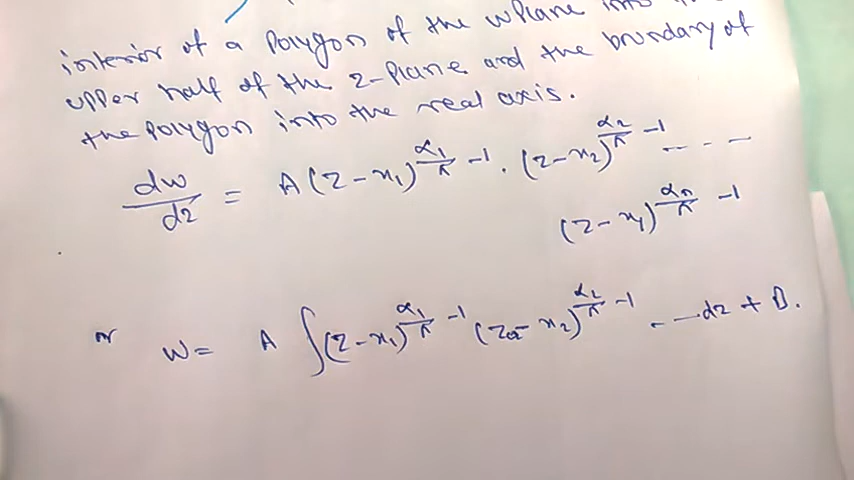 interior of a Polygon of the wPlane into
upper half of the z-Plane and the boundary of
the Polygon into the real axis.
dw/dz = A (z-x₁)^(α₁/π -1) . (z-x₂)^(α₂/π -1) ----
(z-xₙ)^(αₙ/π -1)
or w = A ∫(z-x₁)^(α₁/π -1) (z-x₂)^(α₂/π -1) ----dz + B.